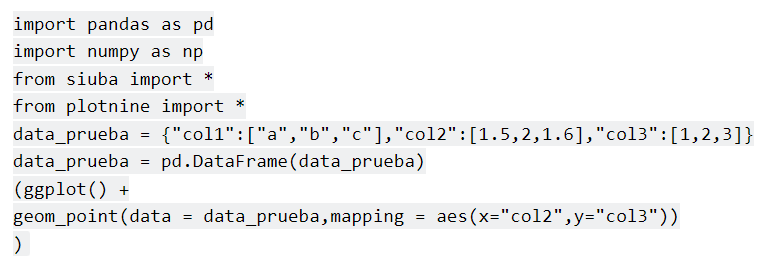 import pandas as pd
import numpy as np
from siuba import *
from plotnine import *
data_prueba = {"col1":["a","b","c"],"col2":[1.5,2,1.6],"col3":[1,2,3]}
data_prueba = pd.DataFrame(data_prueba)
(ggplot() +
geom_point(data = data_prueba,mapping = aes(x="col2",y="col3"))
)